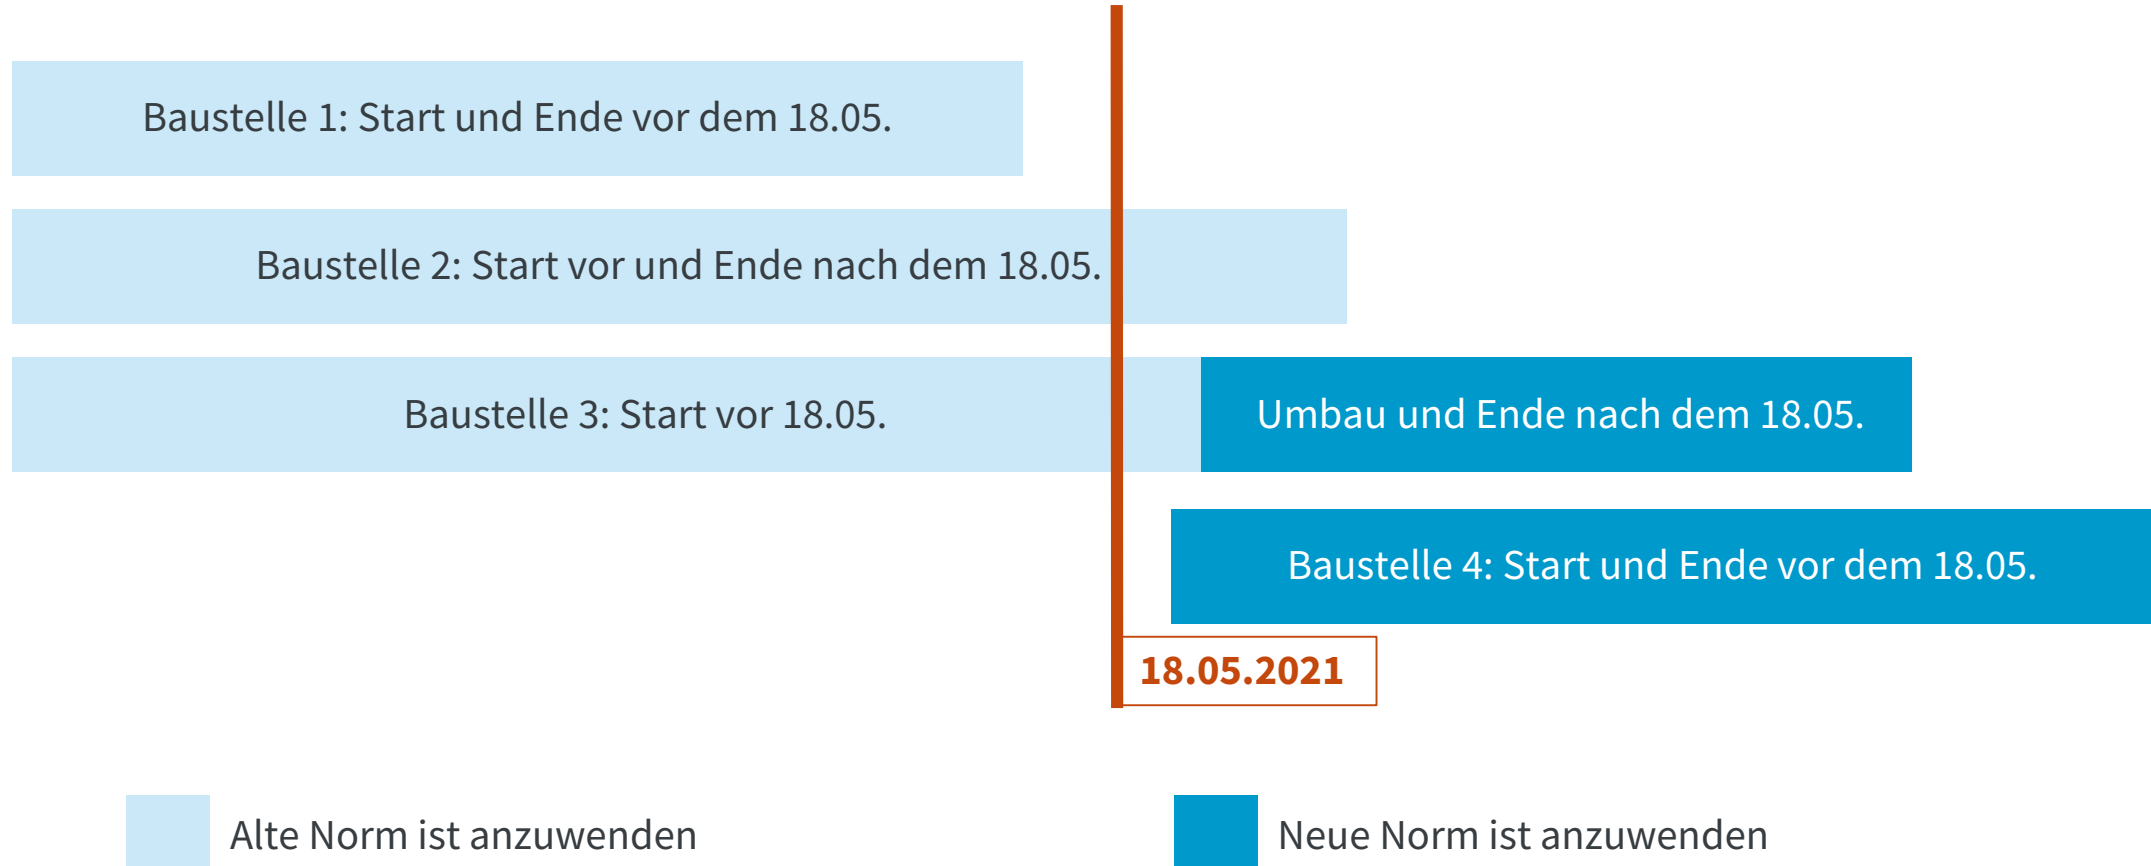 Baustelle 1: Start und Ende vor dem 18.05.
Baustelle 2: Start vor und Ende nach dem 18.05.
Baustelle 3: Start vor 18.05.
Umbau und Ende nach dem 18.05.
Baustelle 4: Start und Ende vor dem 18.05.
18.05.2021
Alte Norm ist anzuwenden
Neue Norm ist anzuwenden